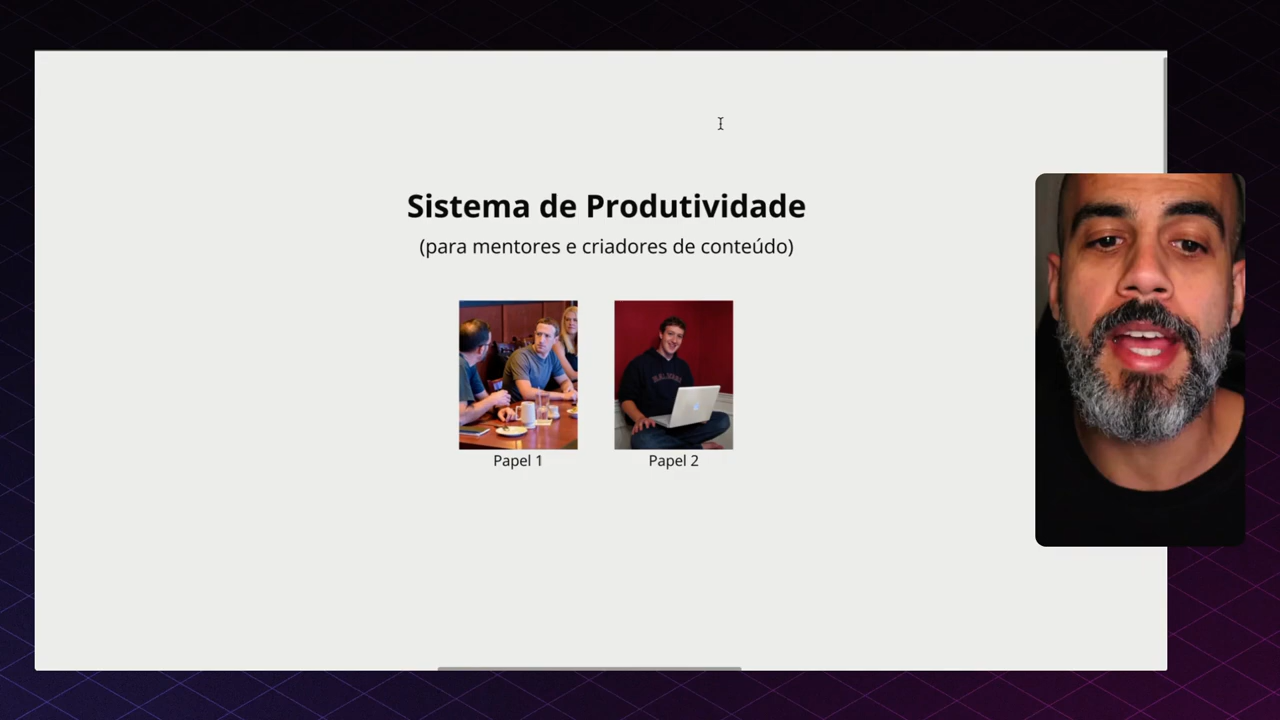 Sistema de Produtividade
(para mentores e criadores de conteúdo)
Papel 1
Papel 2